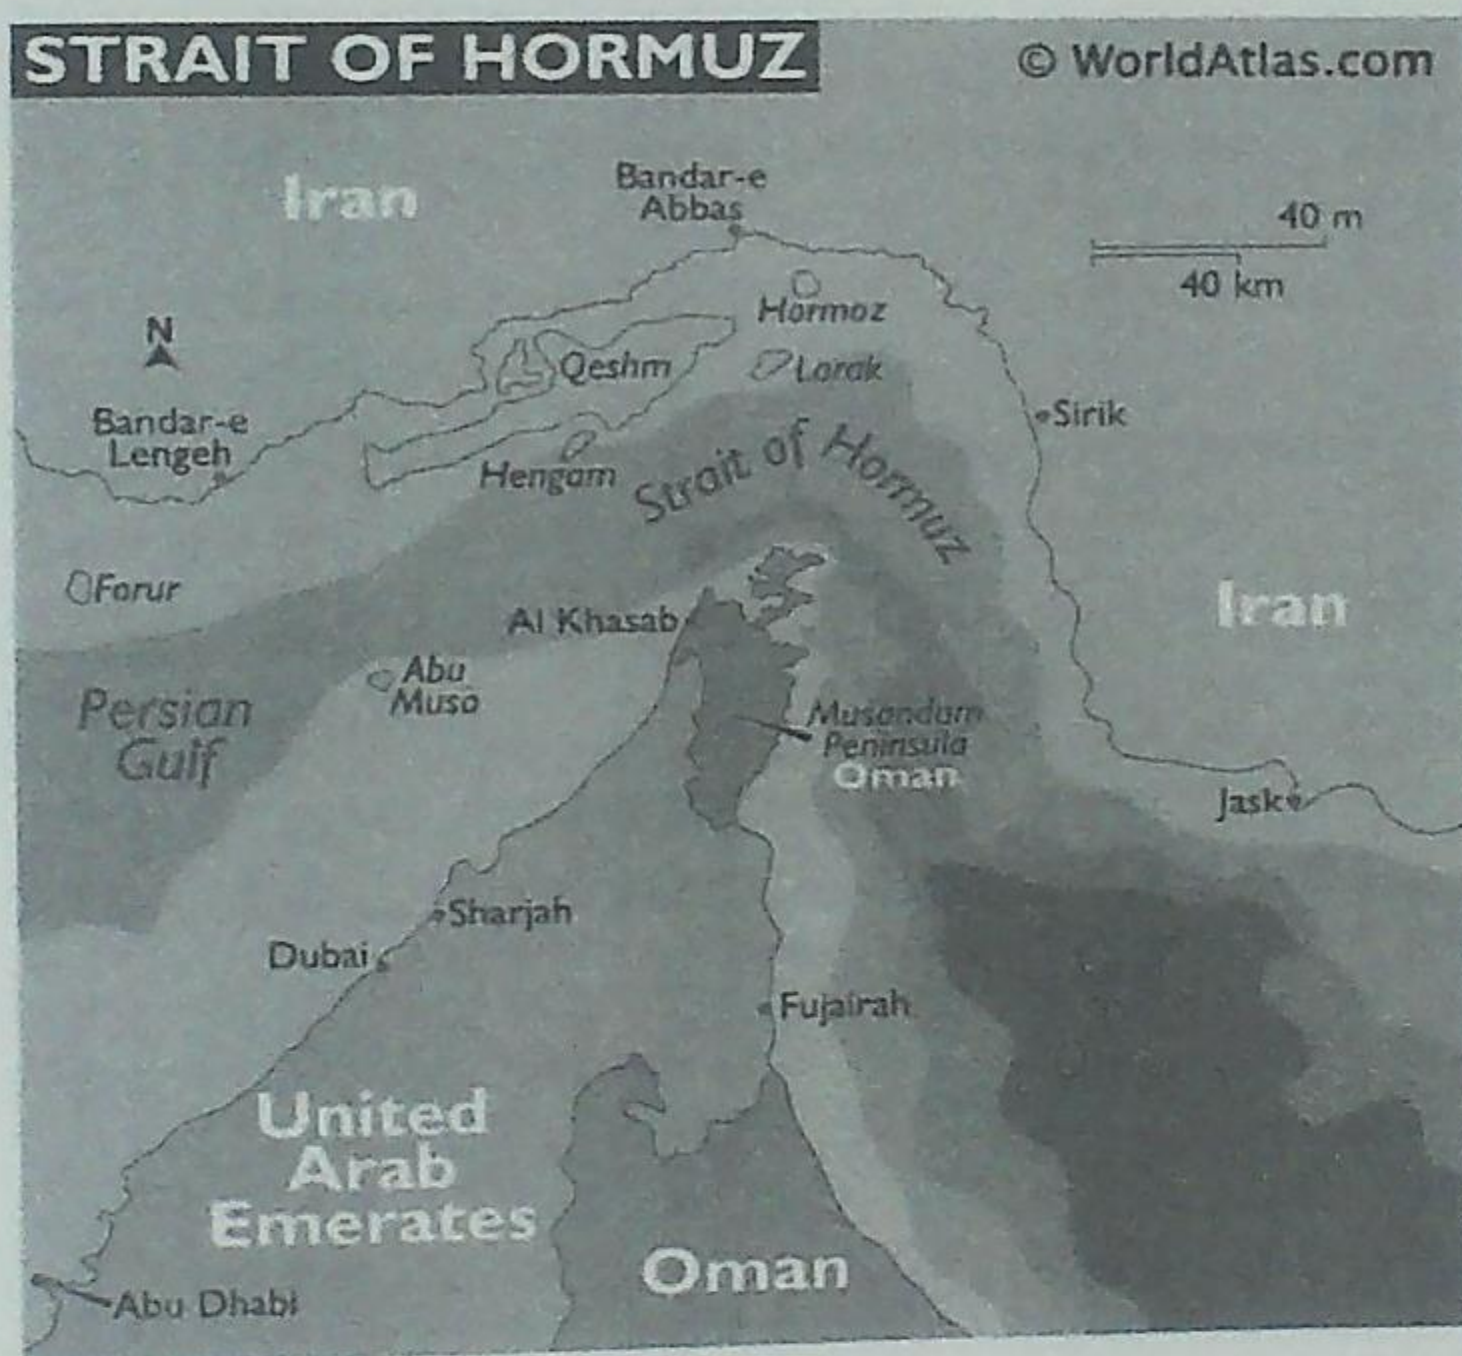 STRAIT OF HORMUZ
© WorldAtlas.com
Iran
Bandar-e
Abbas
40 m
40 km
N
Hormoz
Qeshm
Larak
Bandar-e
Lengeh
Sirik
Hengam
Strait of Hormuz
Forur
Al Khasab
Iran
Abu
Muso
Persian
Gulf
Musandam
Peninsula
Oman
Jask
Sharjah
Dubai
Fujairah
United
Arab
Emerates
Oman
Abu Dhabi